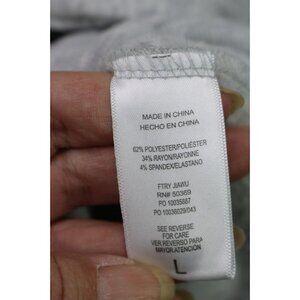 MADE IN CHINA
HECHO EN CHINA
62% POLYESTER/POLIÉSTER
34% RAYON/RAYONNE
4% SPANDEX/ELASTANO
FTRY JIAWU
RN# 50369
PO 10035887
PO 10036029/043
SEE REVERSE
FOR CARE
VER REVERSO PARA
MAYOR ATENCIÓN
L